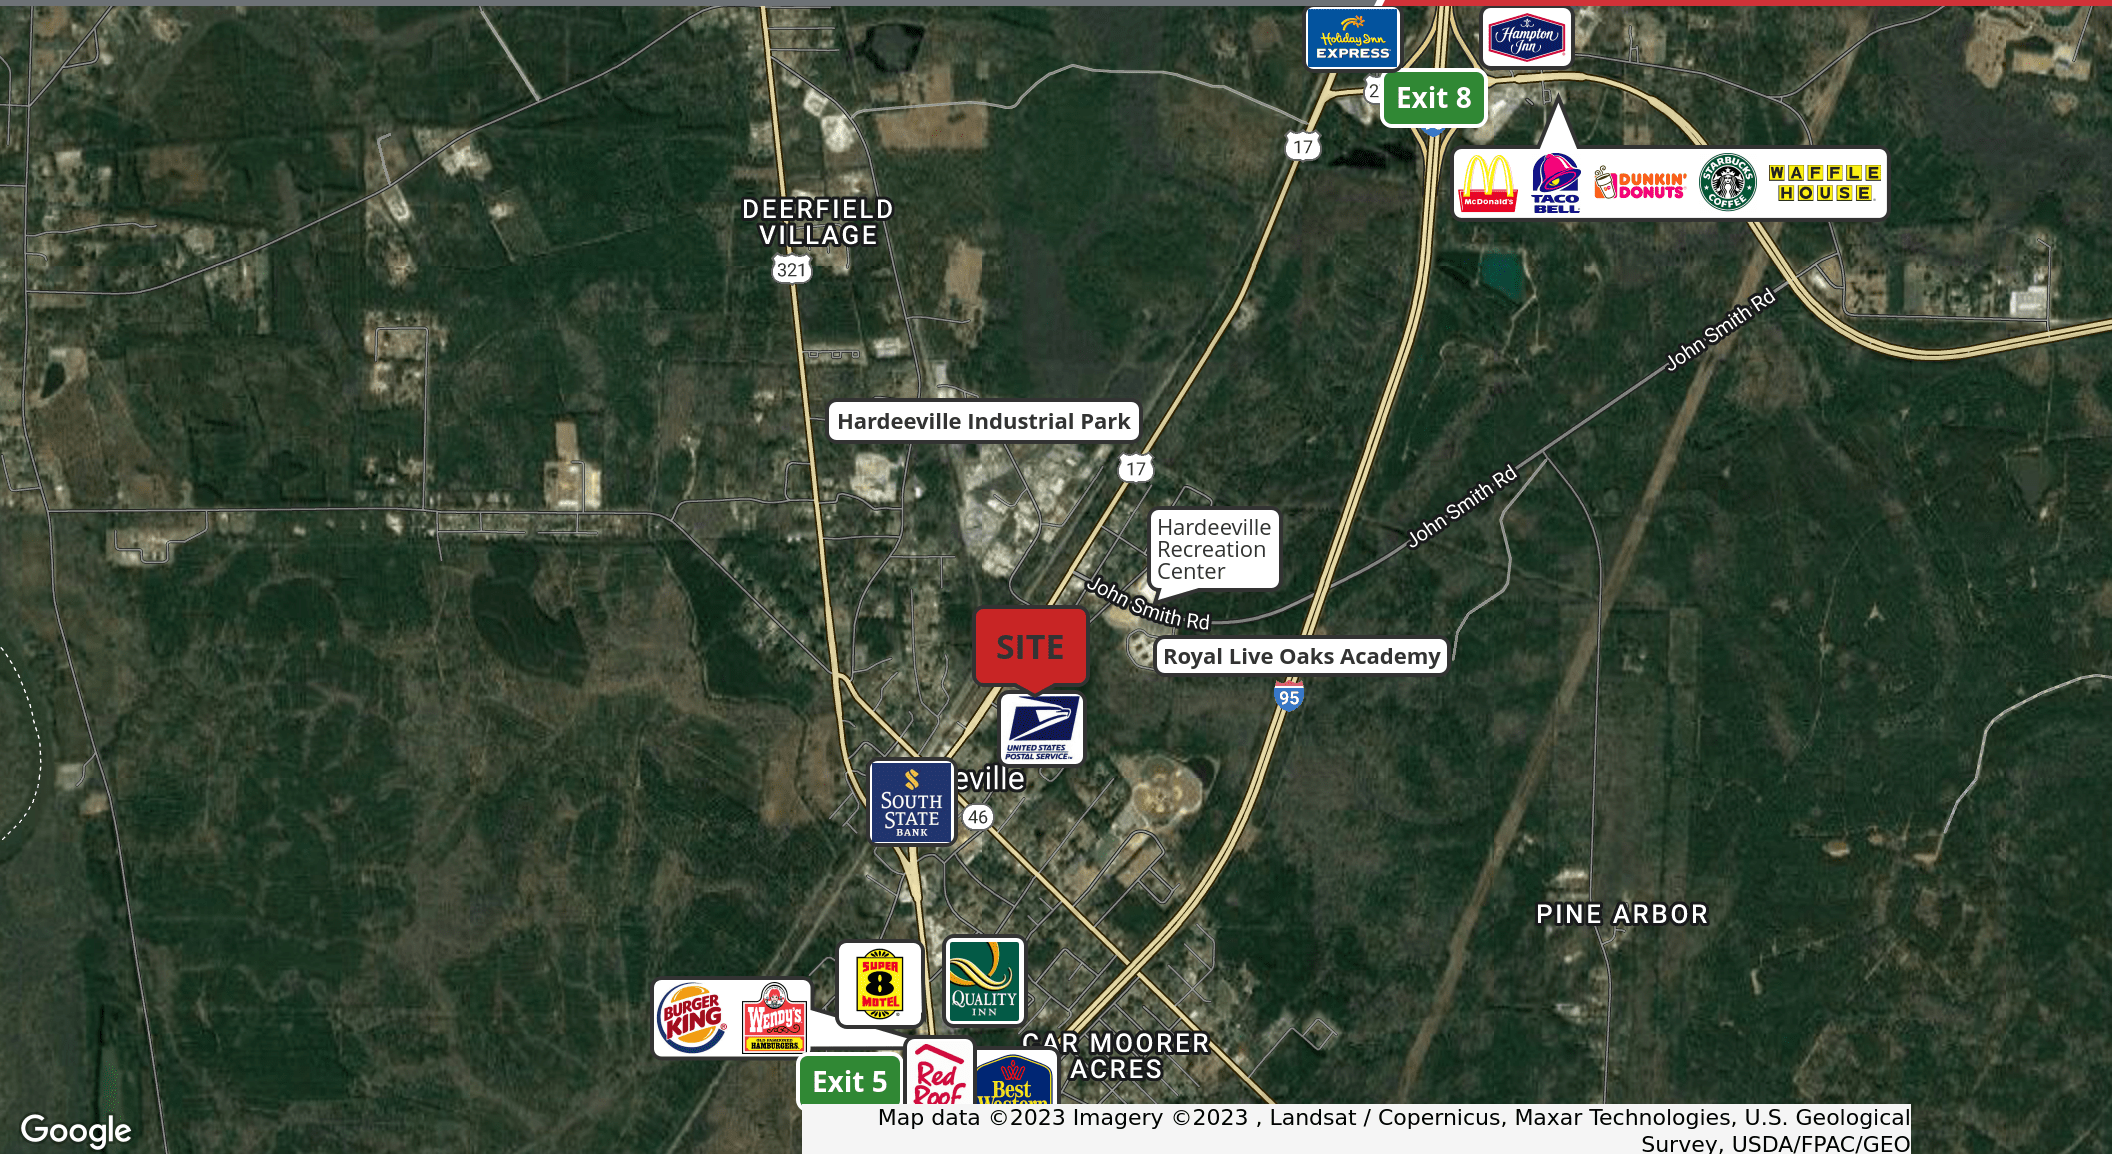 Holiday Inn
EXPRESS
Hampton
Inn
2
Exit 8
17
McDonald's
TACO
BELL
DUNKIN'
DONUTS
STARBUCKS
COFFEE
WAFFLE
HOUSE
DEERFIELD
VILLAGE
321
John Smith Rd
Hardeeville Industrial Park
17
John Smith Rd
Hardeeville
Recreation
Center
John Smith Rd
SITE
Royal Live Oaks Academy
95
UNITED STATES
POSTAL SERVICE
eville
SOUTH
STATE
BANK
46
PINE ARBOR
SUPER
8
MOTEL
QUALITY
INN
BURGER
KING
WENDY'S
OLD FASHIONED
HAMBURGERS
CAR MOORER
ACRES
Exit 5
Red
Roof
Best
Western
Google
Map data ©2023 Imagery ©2023 , Landsat / Copernicus, Maxar Technologies, U.S. Geological
Survey, USDA/FPAC/GEO